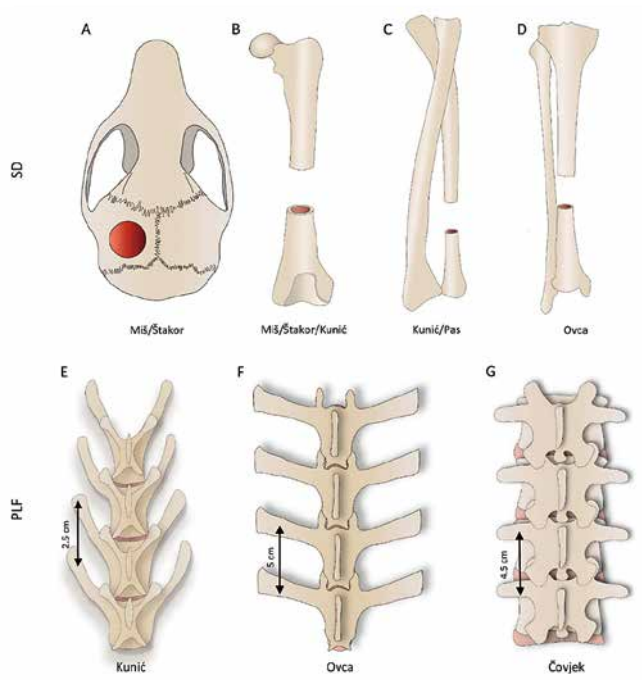 A B C D
SD
Miš/Štakor Miš/Štakor/Kunić Kunić/Pas Ovca
E F G
PLF
2.5 cm 5 cm 4.5 cm
Kunić Ovca Čovjek